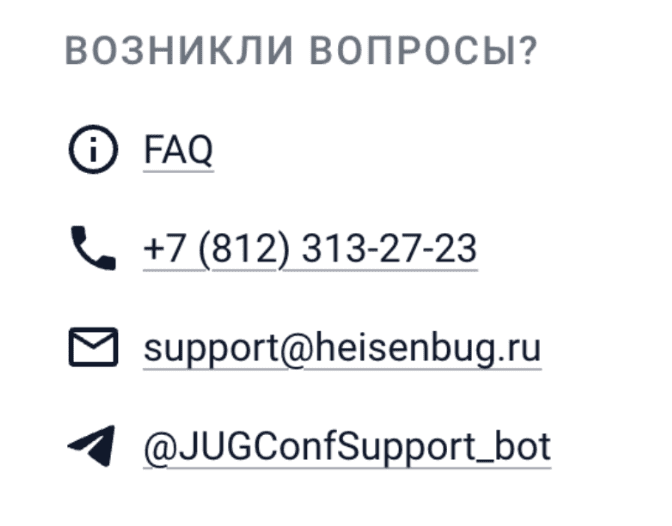 ВОЗНИКЛИ ВОПРОСЫ?
FAQ
+7 (812) 313-27-23
support@heisenbug.ru
@JUGConfSupport_bot